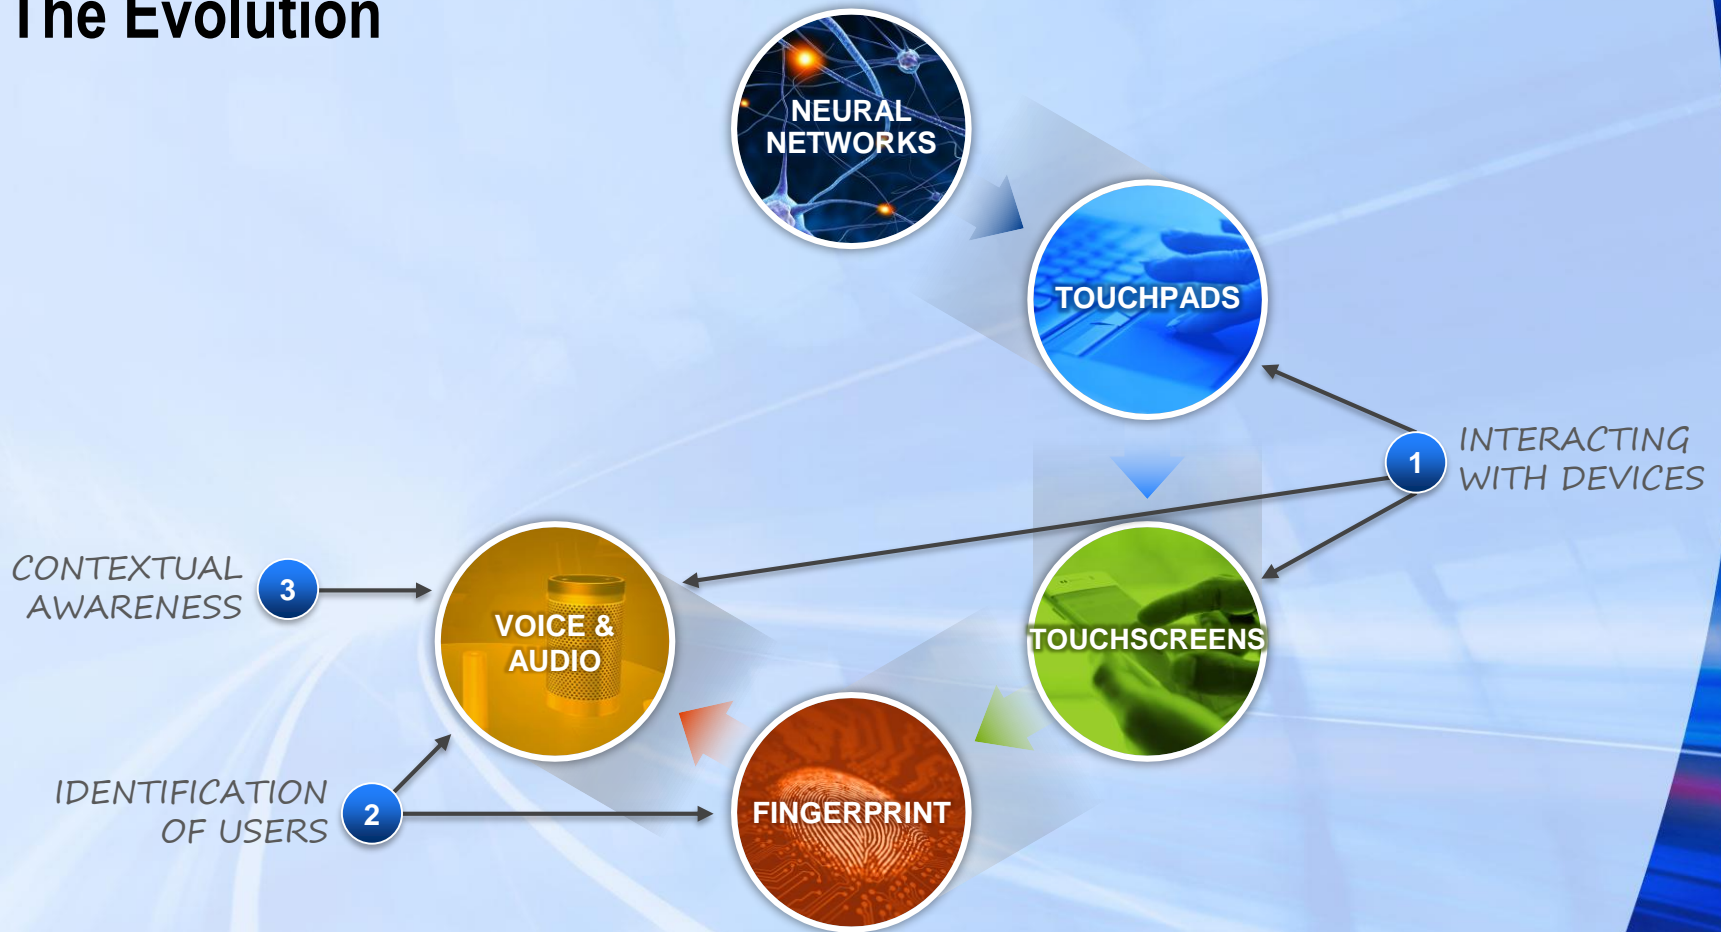 The Evolution
NEURAL
NETWORKS
TOUCHPADS
1
INTERACTING
WITH DEVICES
TOUCHSCREENS
CONTEXTUAL
AWARENESS
3
VOICE &
AUDIO
IDENTIFICATION
OF USERS
2
FINGERPRINT